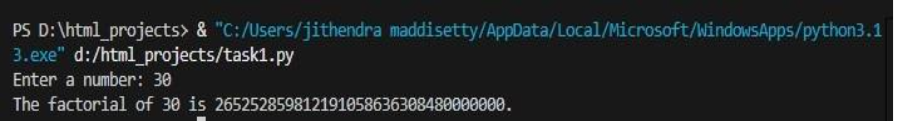 PS D:\html_projects> & "C:/Users/jithendra maddisetty/AppData/Local/Microsoft/WindowsApps/python3.1
3.exe" d:/html_projects/task1.py
Enter a number: 30
The factorial of 30 is 265252859812191058636308480000000.